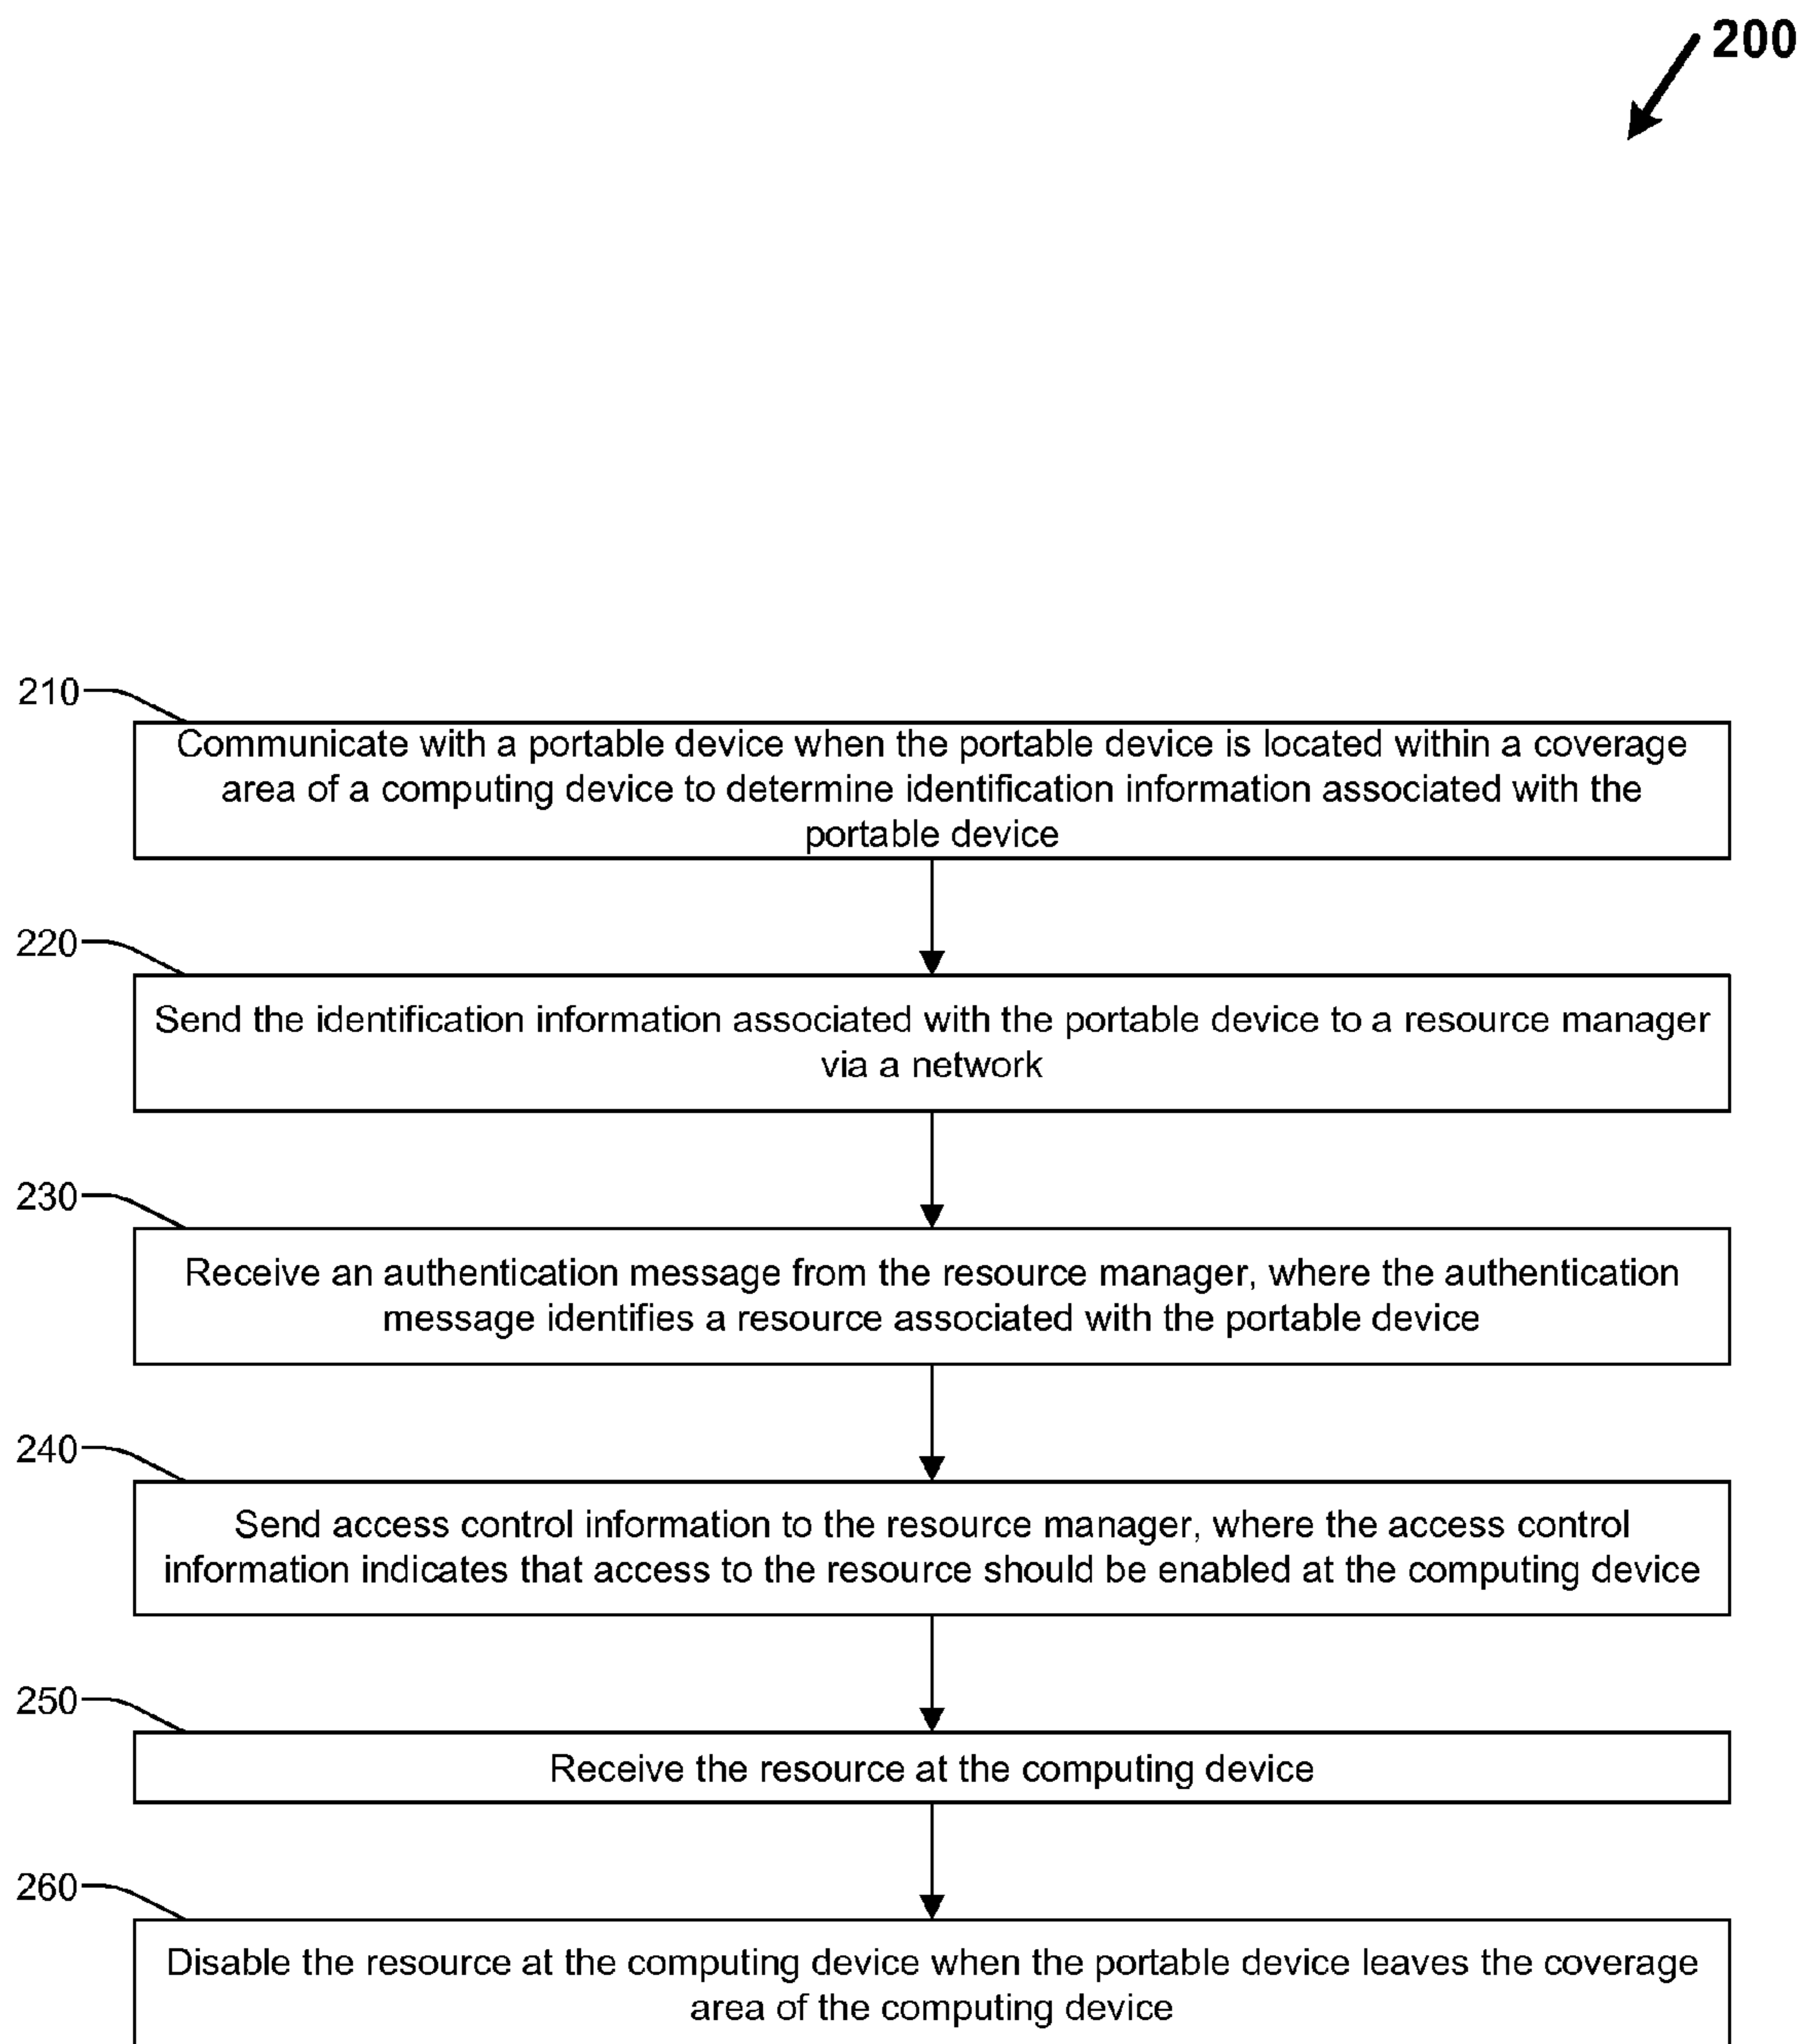 200
210
Communicate with a portable device when the portable device is located within a coverage
area of a computing device to determine identification information associated with the
portable device
220
Send the identification information associated with the portable device to a resource manager
via a network
230
Receive an authentication message from the resource manager, where the authentication
message identifies a resource associated with the portable device
240
Send access control information to the resource manager, where the access control
information indicates that access to the resource should be enabled at the computing device
250
Receive the resource at the computing device
260
Disable the resource at the computing device when the portable device leaves the coverage
area of the computing device